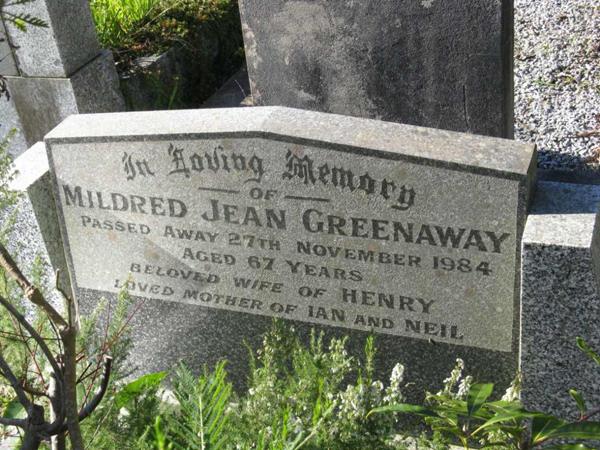 In Loving Memory
OF
MILDRED JEAN GREENAWAY
PASSED AWAY 27TH NOVEMBER 1984
AGED 67 YEARS
BELOVED WIFE OF HENRY
LOVED MOTHER OF IAN AND NEIL